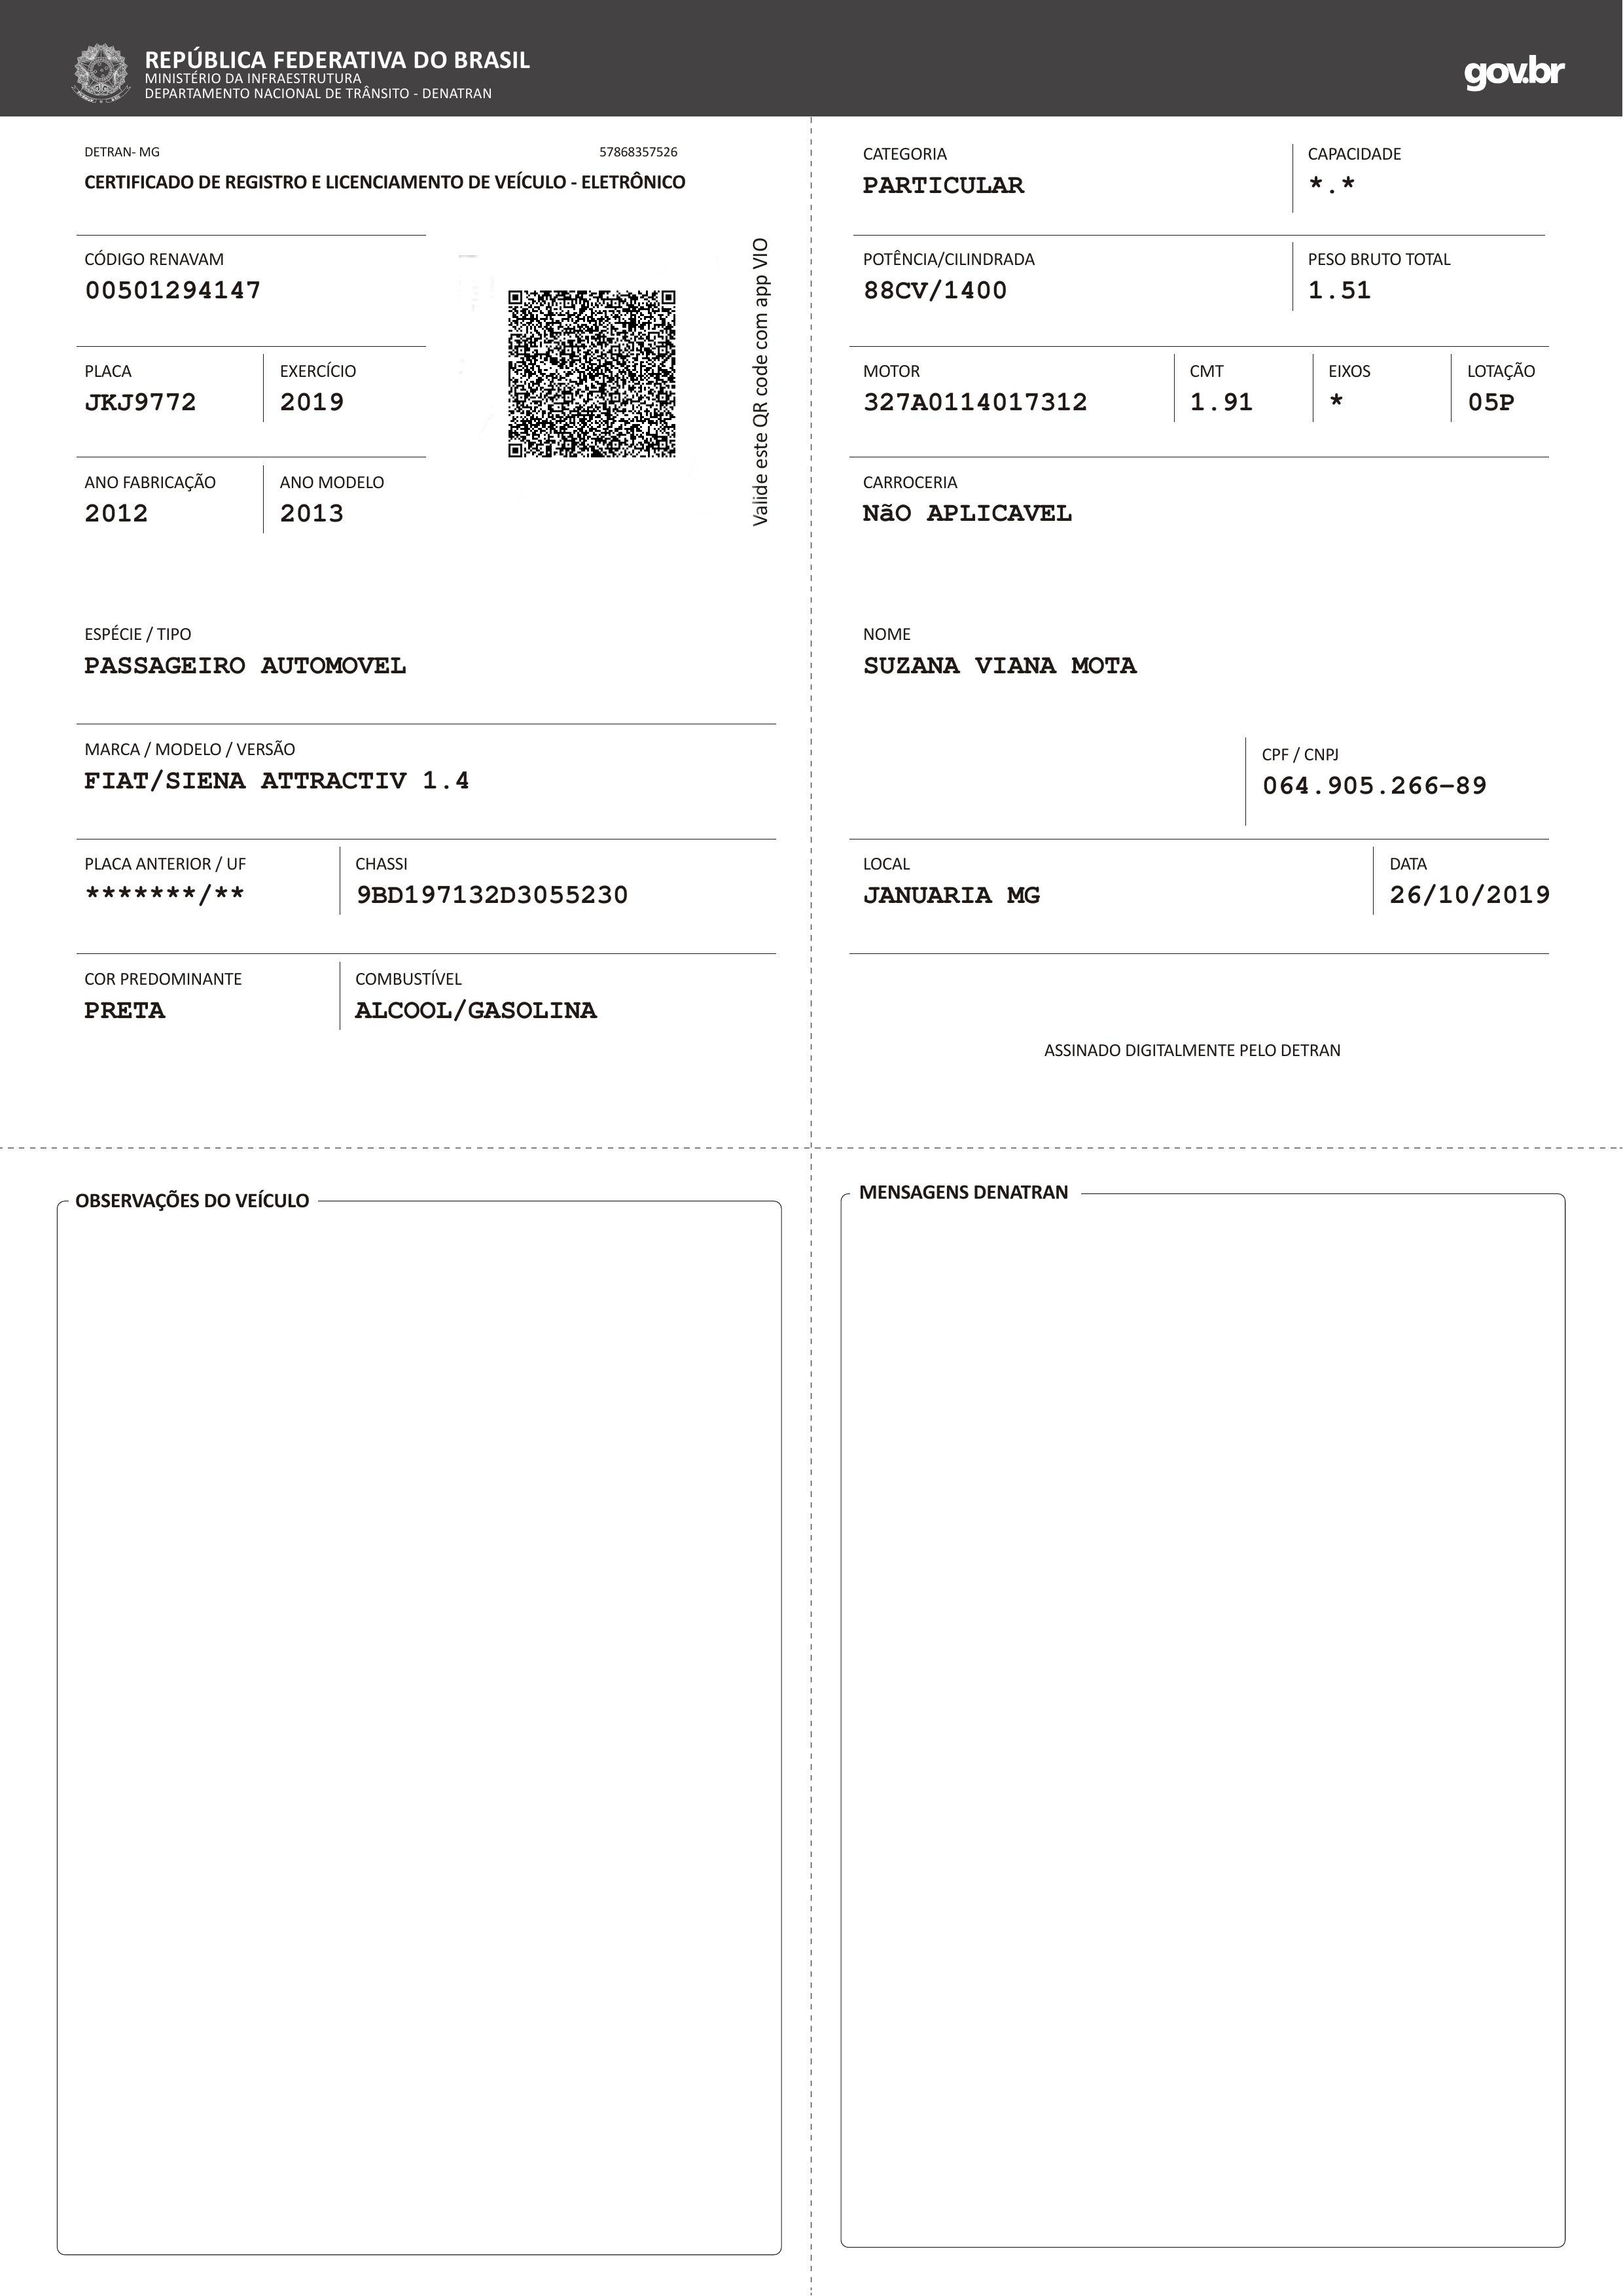 REPÚBLICA FEDERATIVA DO BRASIL
MINISTÉRIO DA INFRAESTRUTURA
DEPARTAMENTO NACIONAL DE TRÂNSITO - DENATRAN
gov.br
DETRAN- MG 57868357526
CERTIFICADO DE REGISTRO E LICENCIAMENTO DE VEÍCULO - ELETRÔNICO
CÓDIGO RENAVAM
00501294147
PLACA EXERCÍCIO
JKJ9772 2019
ANO FABRICAÇÃO ANO MODELO
2012 2013
Valide este QR code com app VIO
ESPÉCIE / TIPO
PASSAGEIRO AUTOMOVEL
MARCA / MODELO / VERSÃO
FIAT/SIENA ATTRACTIV 1.4
PLACA ANTERIOR / UF CHASSI
*******/** 9BD197132D3055230
COR PREDOMINANTE COMBUSTÍVEL
PRETA ALCOOL/GASOLINA
CATEGORIA CAPACIDADE
PARTICULAR *.*
POTÊNCIA/CILINDRADA PESO BRUTO TOTAL
88CV/1400 1.51
MOTOR CMT EIXOS LOTAÇÃO
327A0114017312 1.91 * 05P
CARROCERIA
NãO APLICAVEL
NOME
SUZANA VIANA MOTA
CPF / CNPJ
064.905.266-89
LOCAL DATA
JANUARIA MG 26/10/2019
ASSINADO DIGITALMENTE PELO DETRAN
OBSERVAÇÕES DO VEÍCULO
MENSAGENS DENATRAN